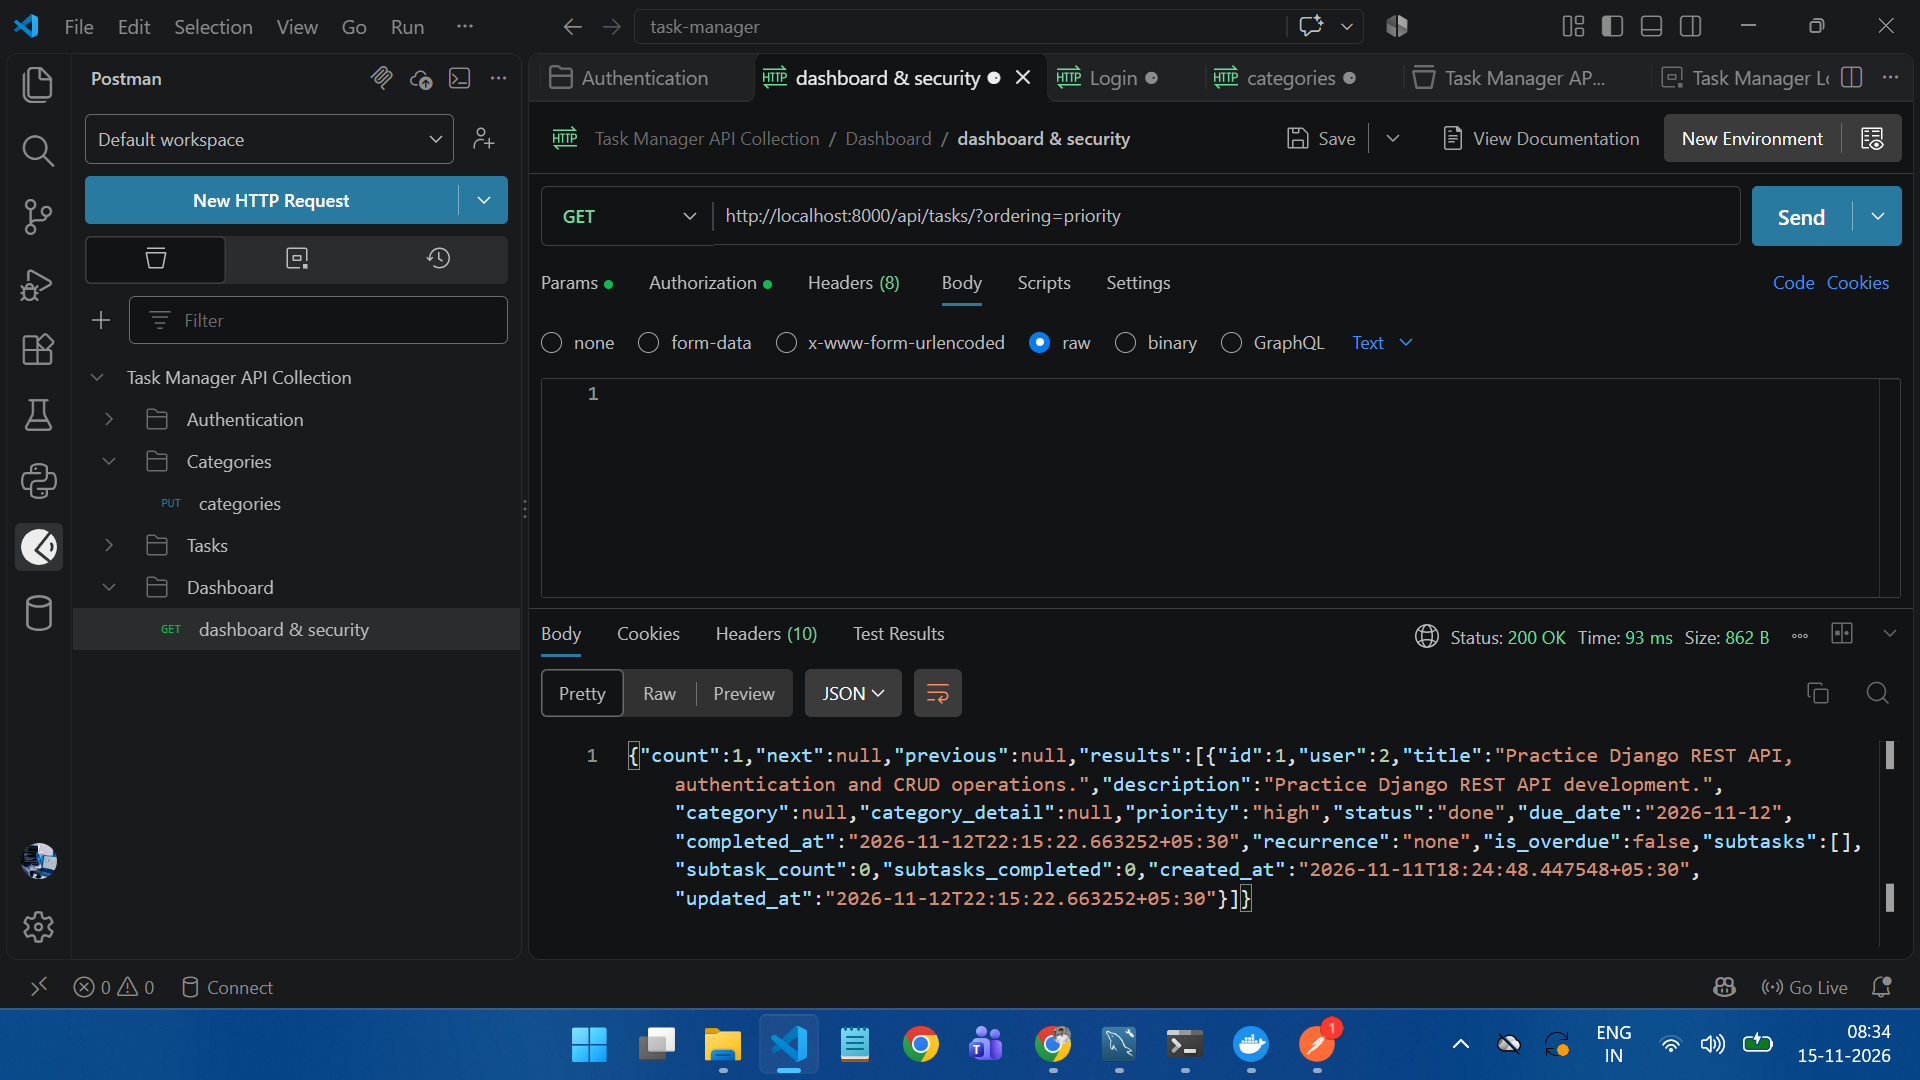 File Edit Selection View Go Run ...
task-manager
Postman
Default workspace
New HTTP Request
Filter
Task Manager API Collection
Authentication
Categories
PUT categories
Tasks
Dashboard
GET dashboard & security
Authentication
HTTP dashboard & security
HTTP Login
HTTP categories
Task Manager AP...
Task Manager Lo
HTTP Task Manager API Collection / Dashboard / dashboard & security
Save
View Documentation
New Environment
GET http://localhost:8000/api/tasks/?ordering=priority
Send
Params Authorization Headers (8) Body Scripts Settings
Code Cookies
none form-data x-www-form-urlencoded raw binary GraphQL Text
1
Body Cookies Headers (10) Test Results
Status: 200 OK Time: 93 ms Size: 862 B
Pretty Raw Preview JSON
1 {"count":1,"next":null,"previous":null,"results":[{"id":1,"user":2,"title":"Practice Django REST API,
authentication and CRUD operations.","description":"Practice Django REST API development.",
"category":null,"category_detail":null,"priority":"high","status":"done","due_date":"2026-11-12",
"completed_at":"2026-11-12T22:15:22.663252+05:30","recurrence":"none","is_overdue":false,"subtasks":[],
"subtask_count":0,"subtasks_completed":0,"created_at":"2026-11-11T18:24:48.447548+05:30",
"updated_at":"2026-11-12T22:15:22.663252+05:30"}]}
0 0 Connect
Go Live
T
1
ENG
IN
08:34
15-11-2026